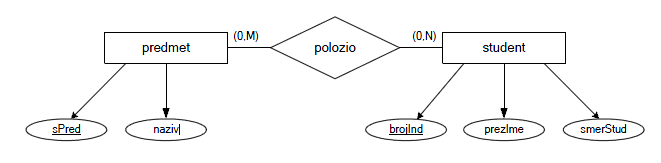 (0,M)
(0,N)
predmet
polozio
student
sPred
naziv
brojInd
prezIme
smerStud